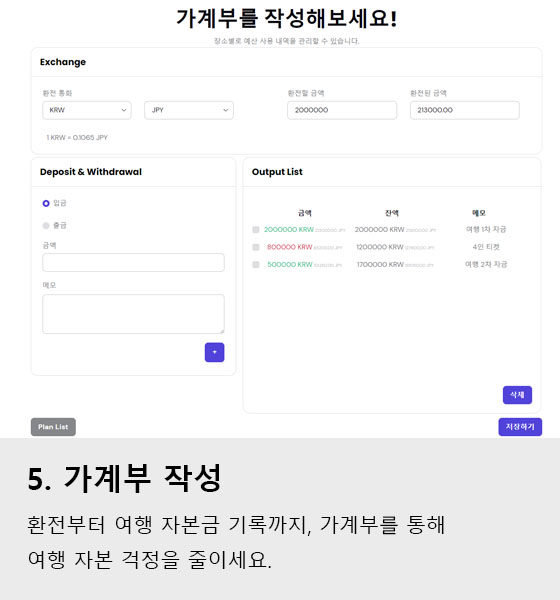 가계부를 작성해보세요!
장소별로 예산 사용 내역을 관리할 수 있습니다.
Exchange
환전 통화
환전할 금액
환전된 금액
KRW
JPY
2000000
213000.00
1 KRW = 0.1065 JPY
Deposit & Withdrawal
입금
출금
금액
메모
+
Output List
금액 잔액 메모
2000000 KRW 2000000 KRW 여행 1차 자금
800000 KRW 1200000 KRW 4인 티켓
500000 KRW 1700000 KRW 여행 2차 자금
삭제
Plan List
저장하기
5. 가계부 작성
환전부터 여행 자본금 기록까지, 가계부를 통해
여행 자본 걱정을 줄이세요.